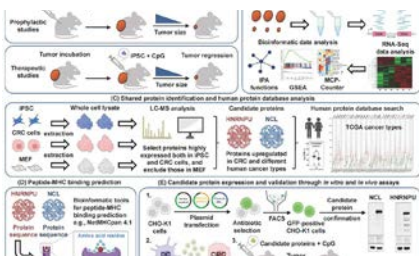 Prophylactic studies
Tumor size
Bioinformatic data analysis
RNA-Seq data analysis
Tumor incubation
iPSC + CpG
Tumor regression
Therapeutic studies
Tumor size
IPA functions
GSEA
MCP-Counter
(C) Shared protein identification and human protein database analysis
iPSC
Whole cell lysate
LC-MS analysis
Candidate proteins
Human protein database search
CRC cells
extraction
MEF
extraction
Select proteins highly expressed both in iPSC and CRC cells, and exclude those in MEF
HNRNPU
NCL
Proteins upregulated in CRC and different human cancer types
TCGA cancer types
(D) Peptide-MHC binding prediction
HNRNPU
NCL
Protein sequence
Protein sequence
Bioinformatic tools for peptide-MHC binding prediction e.g., NetMHCpan 4.1
Amino acid residue
(E) Candidate protein expression and validation through in vitro and in vivo assays
1.
CHO-K1 cells
Plasmid transfection
Antibiotic selection
FACS
GFP-positive CHO-K1 cells
Candidate protein confirmation
NCL
HNRNPU
2.
3.
Candidate proteins + CpG